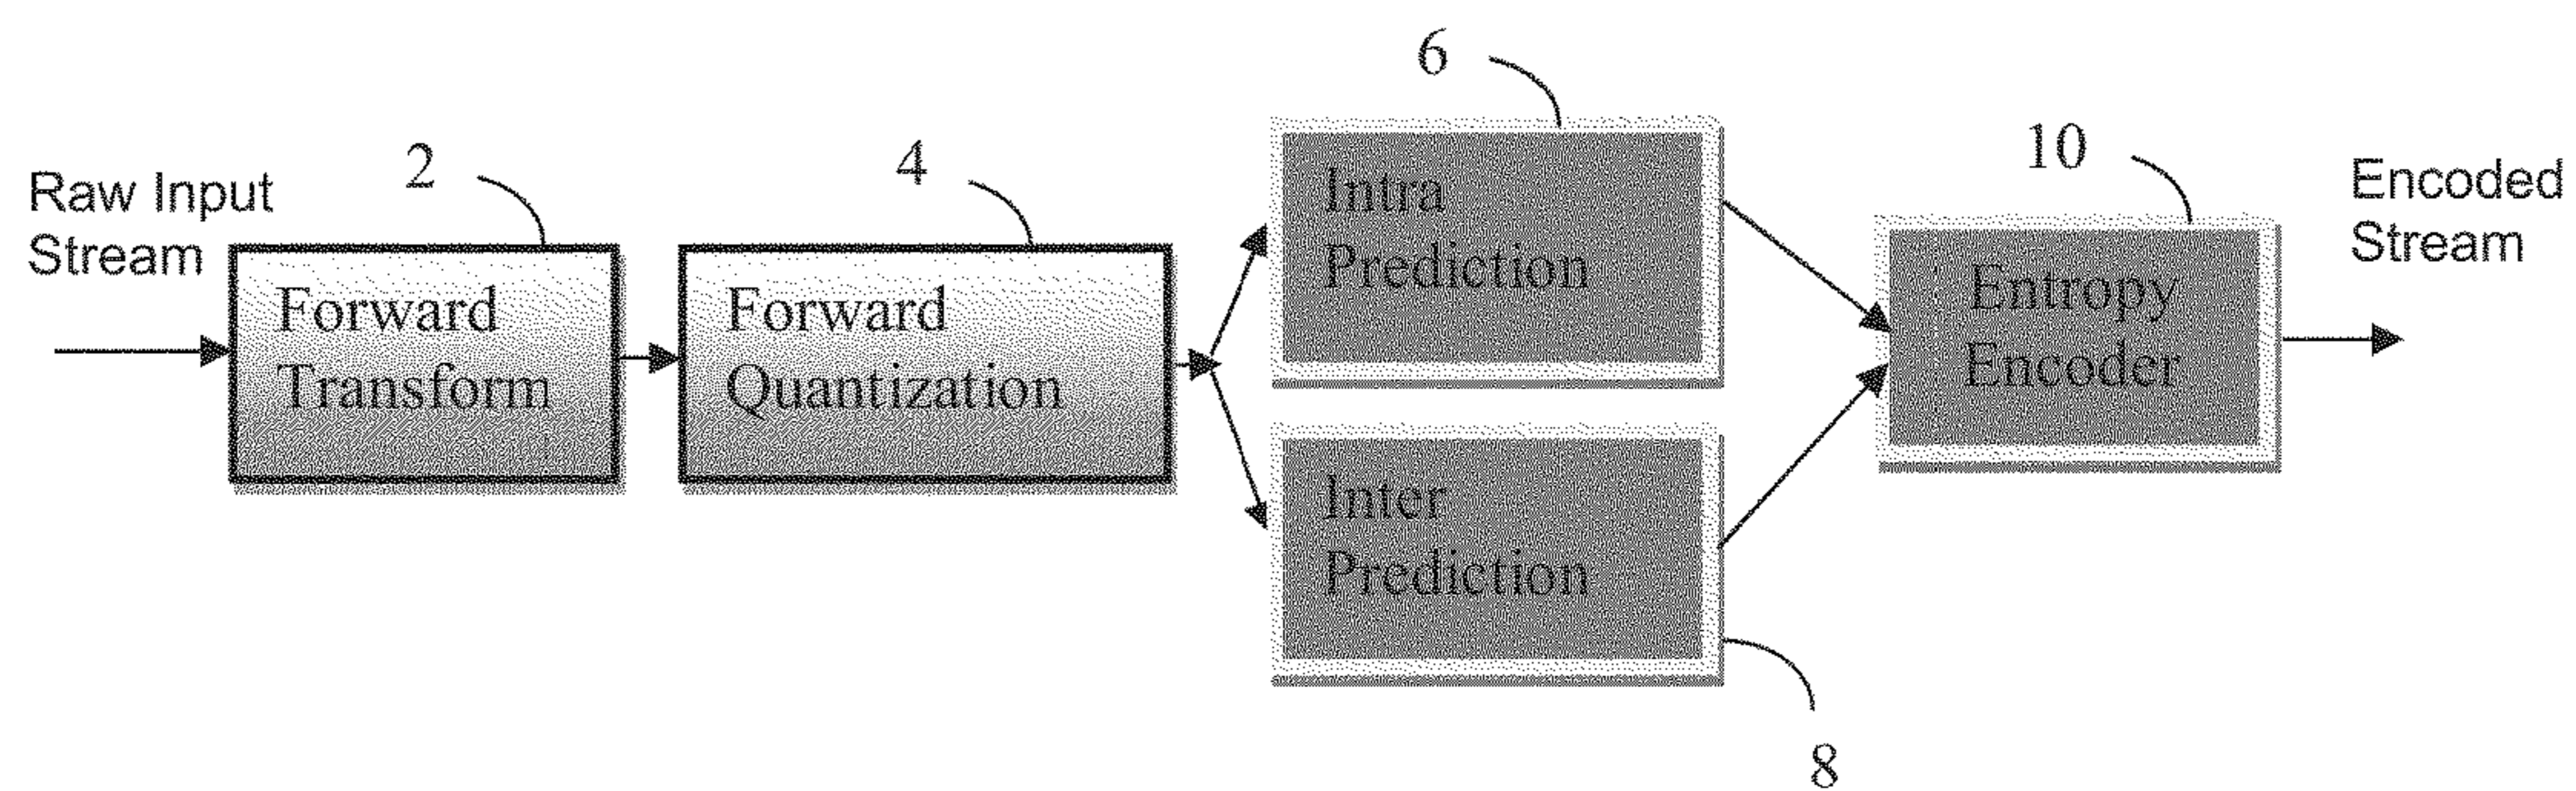 Raw Input
Stream
2
Forward
Transform
4
Forward
Quantization
6
Intra
Prediction
Inter
Prediction
8
10
Entropy
Encoder
Encoded
Stream